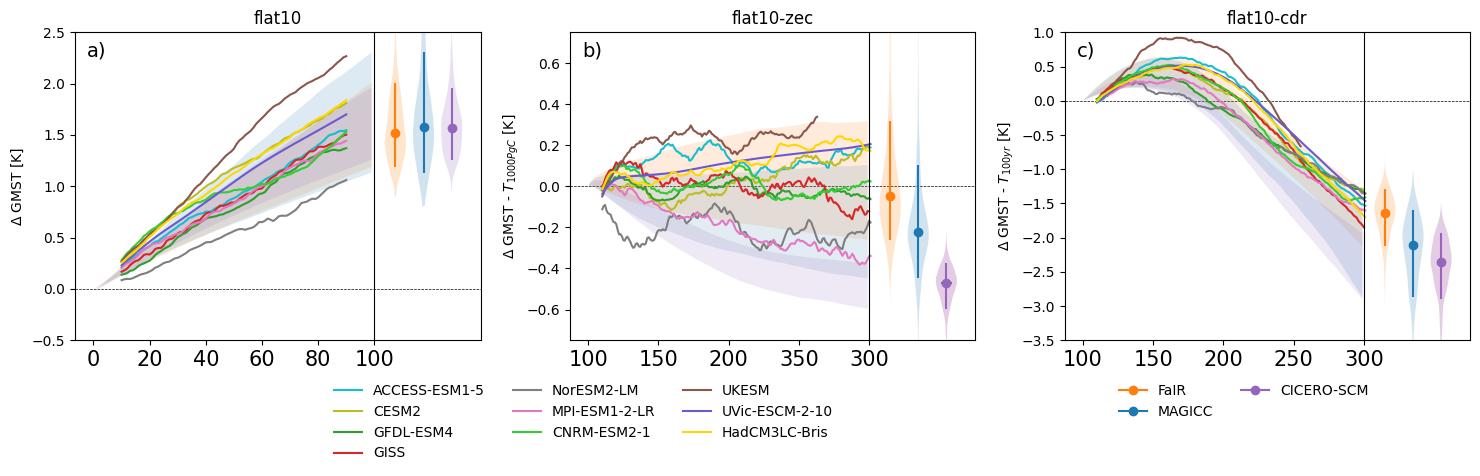 flat10
a)
Δ GMST [K]
2.5
2.0
1.5
1.0
0.5
0.0
−0.5
0 20 40 60 80 100
flat10-zec
b)
Δ GMST - T1000PgC [K]
0.6
0.4
0.2
0.0
−0.2
−0.4
−0.6
100 150 200 250 300
flat10-cdr
c)
Δ GMST - T100yr [K]
1.0
0.5
0.0
−0.5
−1.0
−1.5
−2.0
−2.5
−3.0
−3.5
100 150 200 250 300
ACCESS-ESM1-5
CESM2
GFDL-ESM4
GISS
NorESM2-LM
MPI-ESM1-2-LR
CNRM-ESM2-1
UKESM
UVic-ESCM-2-10
HadCM3LC-Bris
FaIR
MAGICC
CICERO-SCM